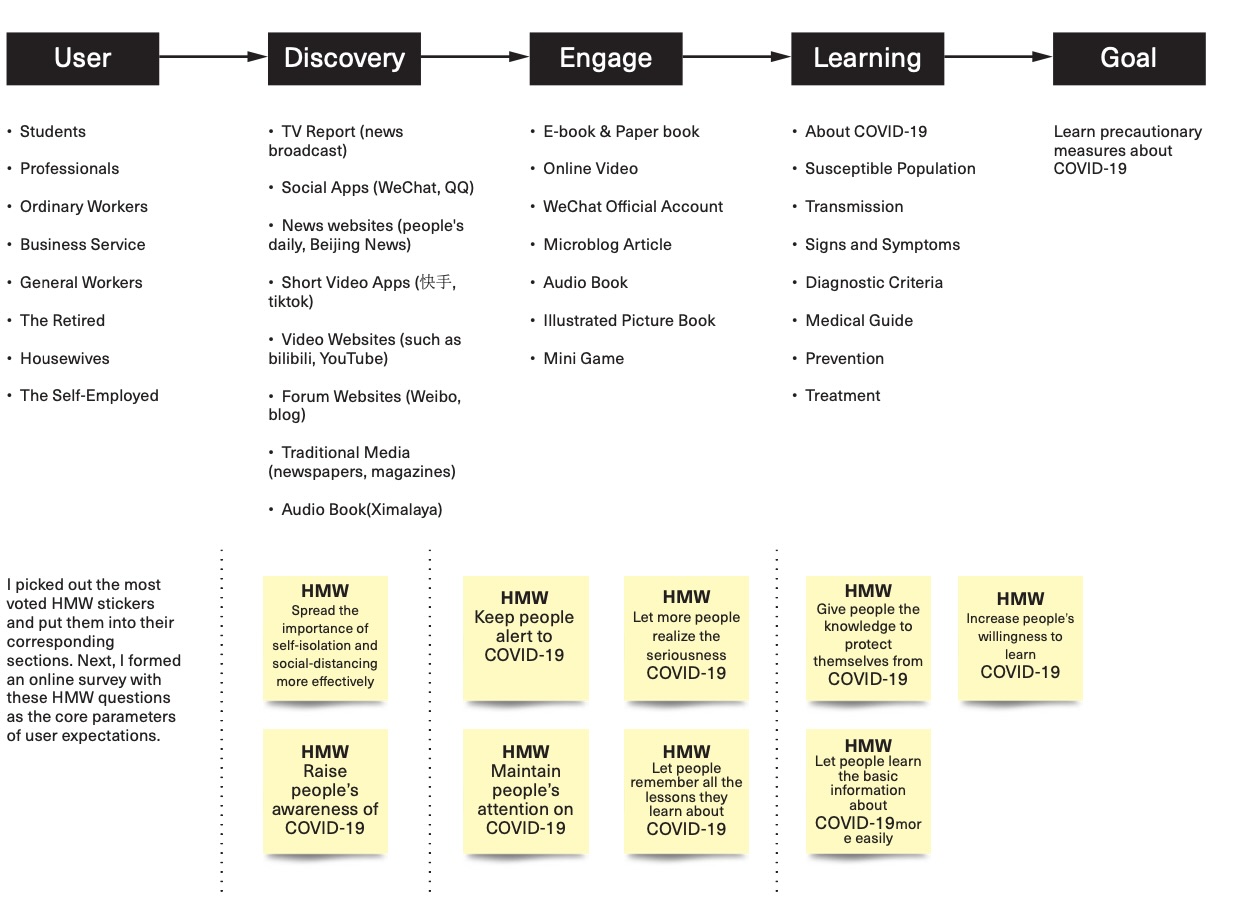 User
Discovery
Engage
Learning
Goal
• Students
• Professionals
• Ordinary Workers
• Business Service
• General Workers
• The Retired
• Housewives
• The Self-Employed
• TV Report (news
broadcast)
• Social Apps (WeChat, QQ)
• News websites (people's
daily, Beijing News)
• Short Video Apps (快手,
tiktok)
• Video Websites (such as
bilibili, YouTube)
• Forum Websites (Weibo,
blog)
• Traditional Media
(newspapers, magazines)
• Audio Book(Ximalaya)
• E-book & Paper book
• Online Video
• WeChat Official Account
• Microblog Article
• Audio Book
• Illustrated Picture Book
• Mini Game
• About COVID-19
• Susceptible Population
• Transmission
• Signs and Symptoms
• Diagnostic Criteria
• Medical Guide
• Prevention
• Treatment
Learn precautionary
measures about
COVID-19
I picked out the most
voted HMW stickers
and put them into their
corresponding
sections. Next, I formed
an online survey with
these HMW questions
as the core parameters
of user expectations.
HMW
Spread the
importance of
self-isolation and
social-distancing
more effectively
HMW
Raise
people's
awareness of
COVID-19
HMW
Keep people
alert to
COVID-19
HMW
Let more people
realize the
seriousness
COVID-19
HMW
Maintain
people's
attention on
COVID-19
HMW
Let people
remember all the
lessons they
learn about
COVID-19
HMW
Give people the
knowledge to
protect
themselves from
COVID-19
HMW
Increase people's
willingness to
learn
COVID-19
HMW
Let people learn
the basic
information
about
COVID-19mor
e easily